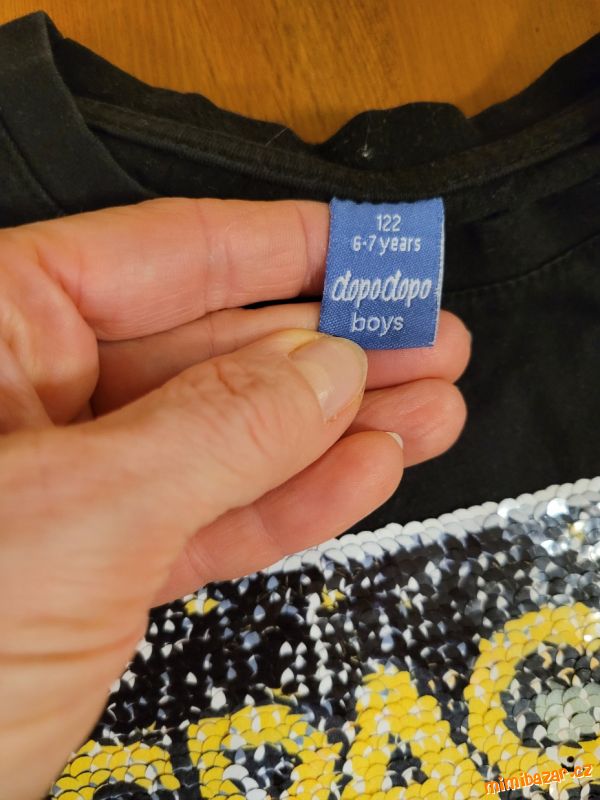 122
6-7 years
dopodopo
boys
mimibazar.cz